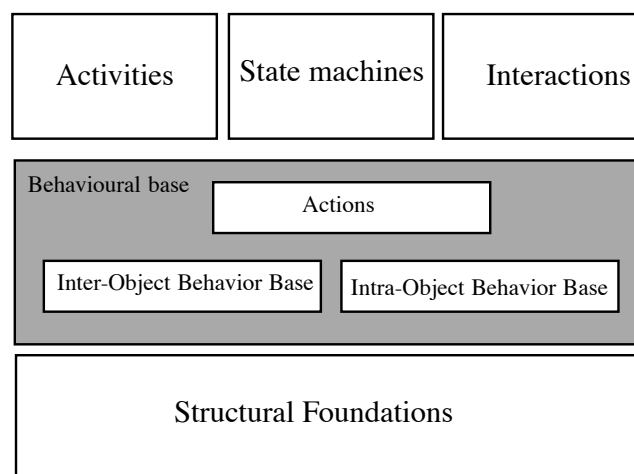 Activities
State machines
Interactions
Behavioural base
Actions
Inter-Object Behavior Base
Intra-Object Behavior Base
Structural Foundations